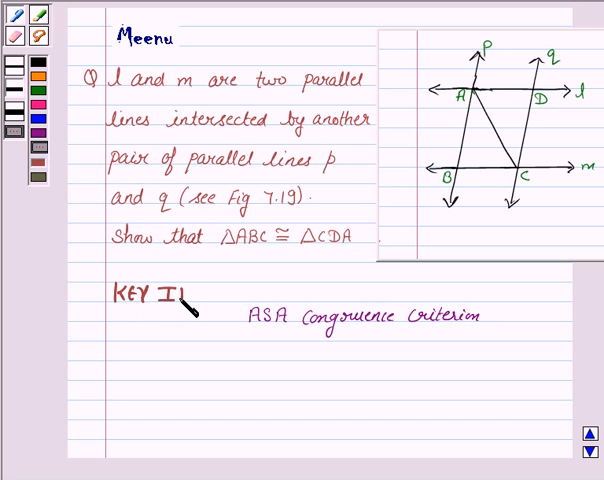 Meenu
Q l and m are two parallel
lines intersected by another
pair of parallel lines p
and q (see Fig 7.19).
Show that △ABC ≅ △CDA
KEY I
ASA Congruence Criterion
p
q
A
D
l
B
C
m